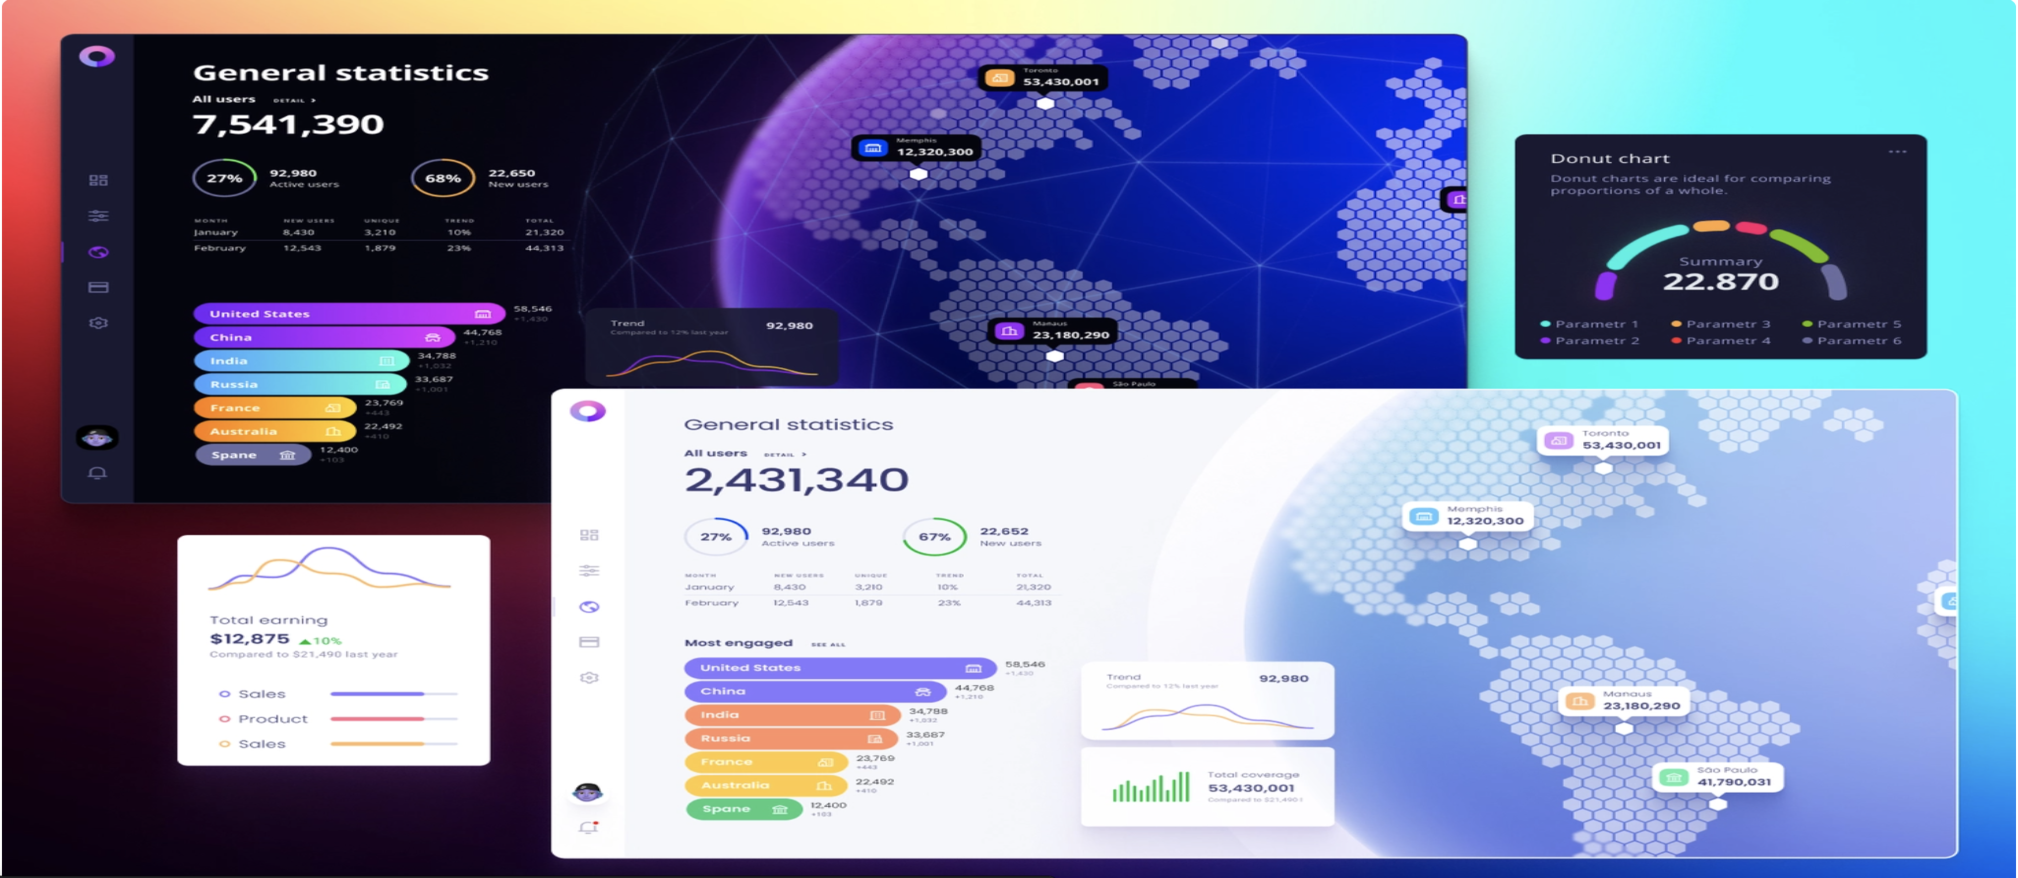 General statistics
All users DETAIL >
7,541,390
27% 92,980 Active users
68% 22,650 New users
MONTH NEW USERS UNIQUE TREND TOTAL
January 8,430 3,210 10% 21,320
February 12,543 1,879 23% 44,313
United States 58,546 +1,430
China 44,768 +1,210
India 34,788 +1,032
Russia 33,687 +1,001
France 23,769 +443
Australia 22,492 +410
Spane 12,400 +103
Trend 92,980
Compared to 12% last year
Toronto
53,430,001
Memphis
12,320,300
Manaus
23,180,290
São Paulo
Donut chart
Donut charts are ideal for comparing
proportions of a whole.
Summary
22.870
Parametr 1 Parametr 3 Parametr 5
Parametr 2 Parametr 4 Parametr 6
Total earning
$12,875 10%
Compared to $21,490 last year
Sales
Product
Sales
General statistics
All users DETAIL >
2,431,340
27% 92,980 Active users
67% 22,652 New users
MONTH NEW USERS UNIQUE TREND TOTAL
January 8,430 3,210 10% 21,320
February 12,543 1,879 23% 44,313
Most engaged SEE ALL
United States 58,546 +1,430
China 44,768 +1,210
India 34,788 +1,032
Russia 33,687 +1,001
France 23,769 +443
Australia 22,492 +410
Spane 12,400 +103
Trend 92,980
Compared to 12% last year
Total coverage
53,430,001
Compared to $21,490
Toronto
53,430,001
Memphis
12,320,300
Manaus
23,180,290
São Paulo
41,790,031